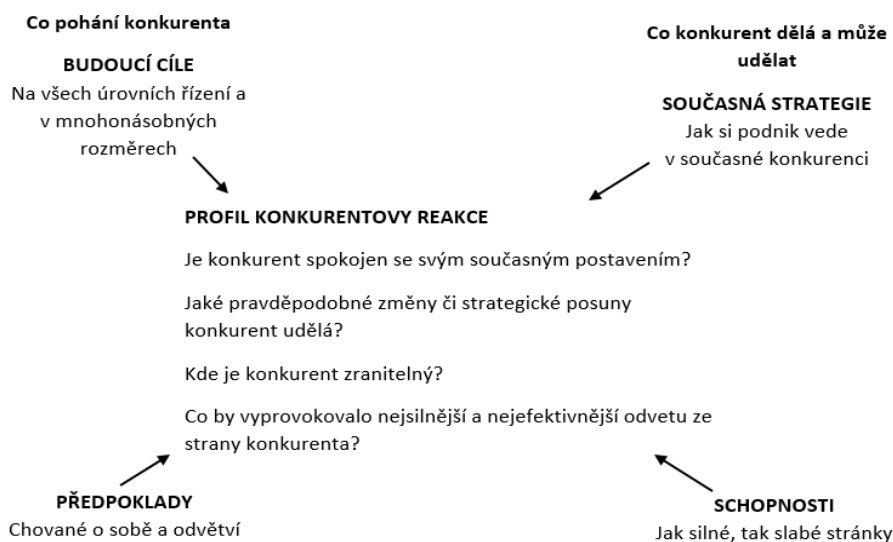 Co pohání konkurenta
BUDOUCÍ CÍLE
Na všech úrovních řízení a
v mnohonásobných
rozměrech
Co konkurent dělá a může
udělat
SOUČASNÁ STRATEGIE
Jak si podnik vede
v současné konkurenci
PROFIL KONKURENTOVY REAKCE
Je konkurent spokojen se svým současným postavením?
Jaké pravděpodobné změny či strategické posuny
konkurent udělá?
Kde je konkurent zranitelný?
Co by vyprovokovalo nejsilnější a nejefektivnější odvetu ze
strany konkurenta?
PŘEDPOKLADY
Chované o sobě a odvětví
SCHOPNOSTI
Jak silné, tak slabé stránky